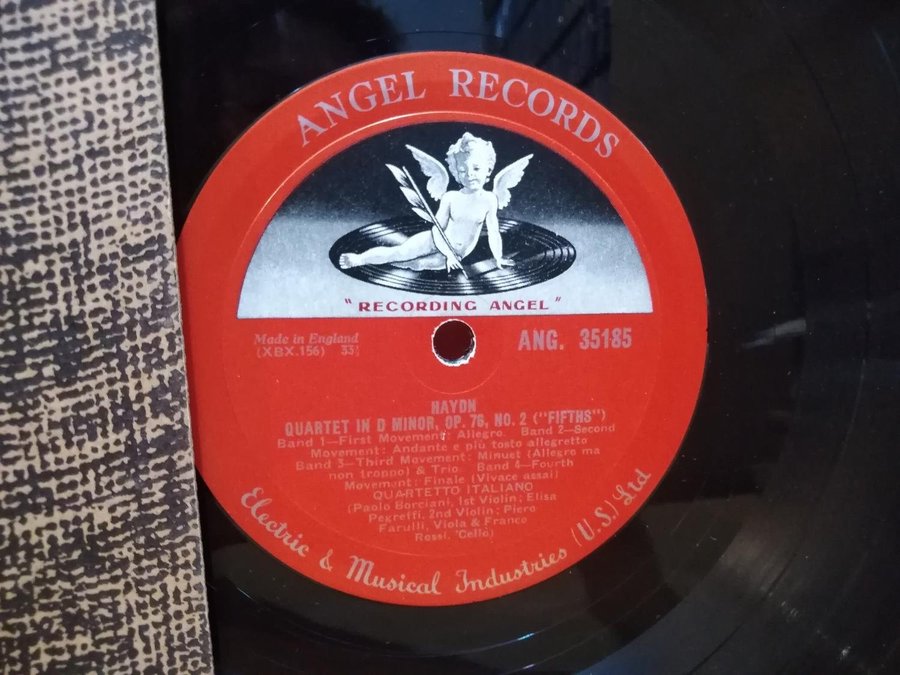 ANGEL RECORDS
"RECORDING ANGEL"
Made in England
(XBX.156) 33⅓
ANG. 35185
HAYDN
QUARTET IN D MINOR, OP. 76, NO. 2 ("FIFTHS")
Band 1—First Movement: Allegro Band 2—Second
Movement: Andante e più tosto allegretto
Band 3—Third Movement: Minuet (Allegro ma
non troppo) & Trio Band 4—Fourth
Movement: Finale (Vivace assai)
QUARTETTO ITALIANO
(Paolo Borciani, 1st Violin; Elisa
Pegreffi, 2nd Violin; Piero
Farulli, Viola & Franco
Rossi, 'Cello)
Electric & Musical Industries (U.S.) Ltd